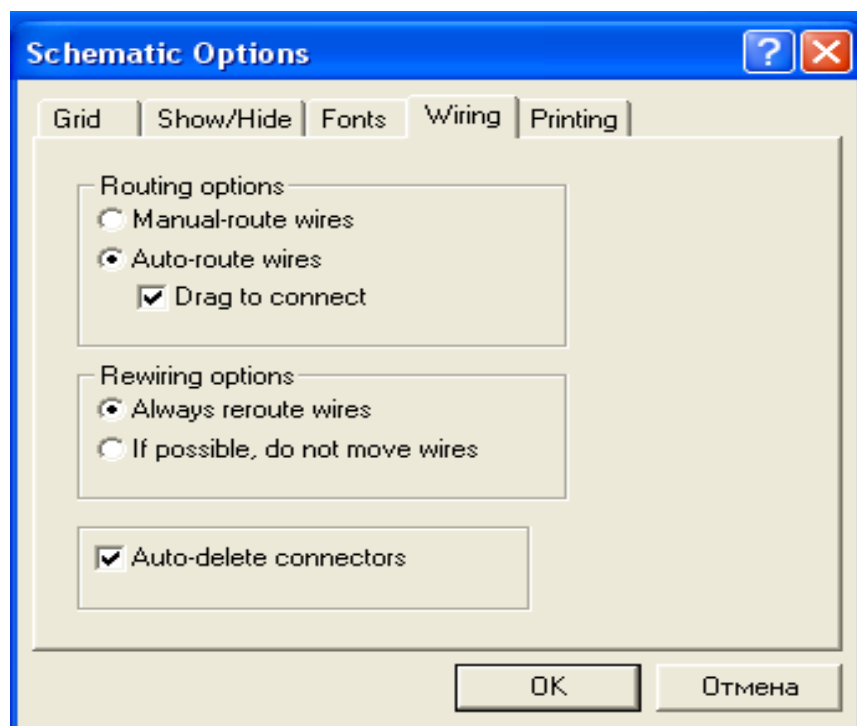 Schematic Options
Grid Show/Hide Fonts Wiring Printing
Routing options
Manual-route wires
Auto-route wires
Drag to connect
Rewiring options
Always reroute wires
If possible, do not move wires
Auto-delete connectors
OK Отмена